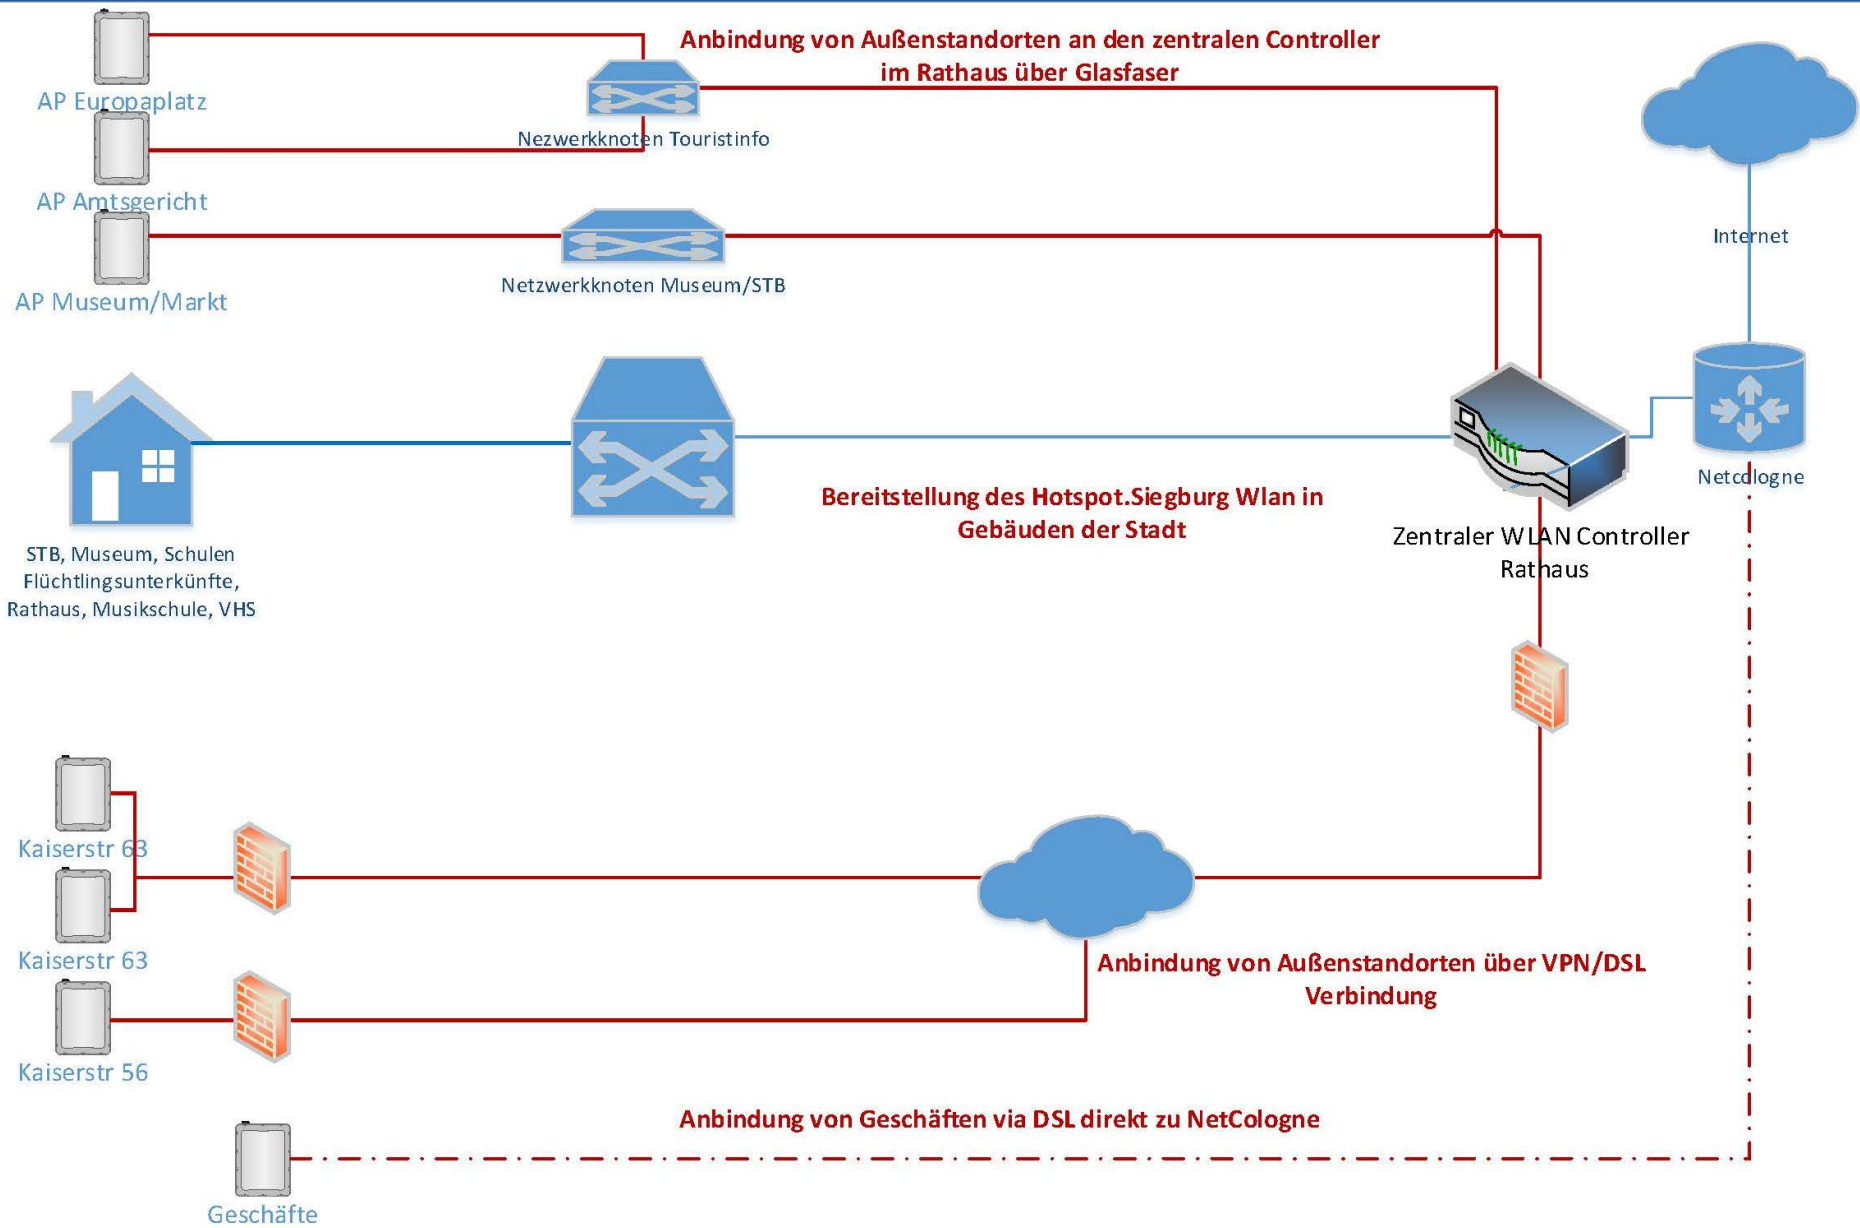 Anbindung von Außenstandorten an den zentralen Controller
im Rathaus über Glasfaser
AP Europaplatz
Nezwerkknoten Touristinfo
AP Amtsgericht
Internet
Netzwerkknoten Museum/STB
AP Museum/Markt
Netcologne
Bereitstellung des Hotspot.Siegburg Wlan in
Gebäuden der Stadt
Zentraler WLAN Controller
Rathaus
STB, Museum, Schulen
Flüchtlingsunterkünfte,
Rathaus, Musikschule, VHS
Kaiserstr 63
Kaiserstr 63
Anbindung von Außenstandorten über VPN/DSL
Verbindung
Kaiserstr 56
Anbindung von Geschäften via DSL direkt zu NetCologne
Geschäfte